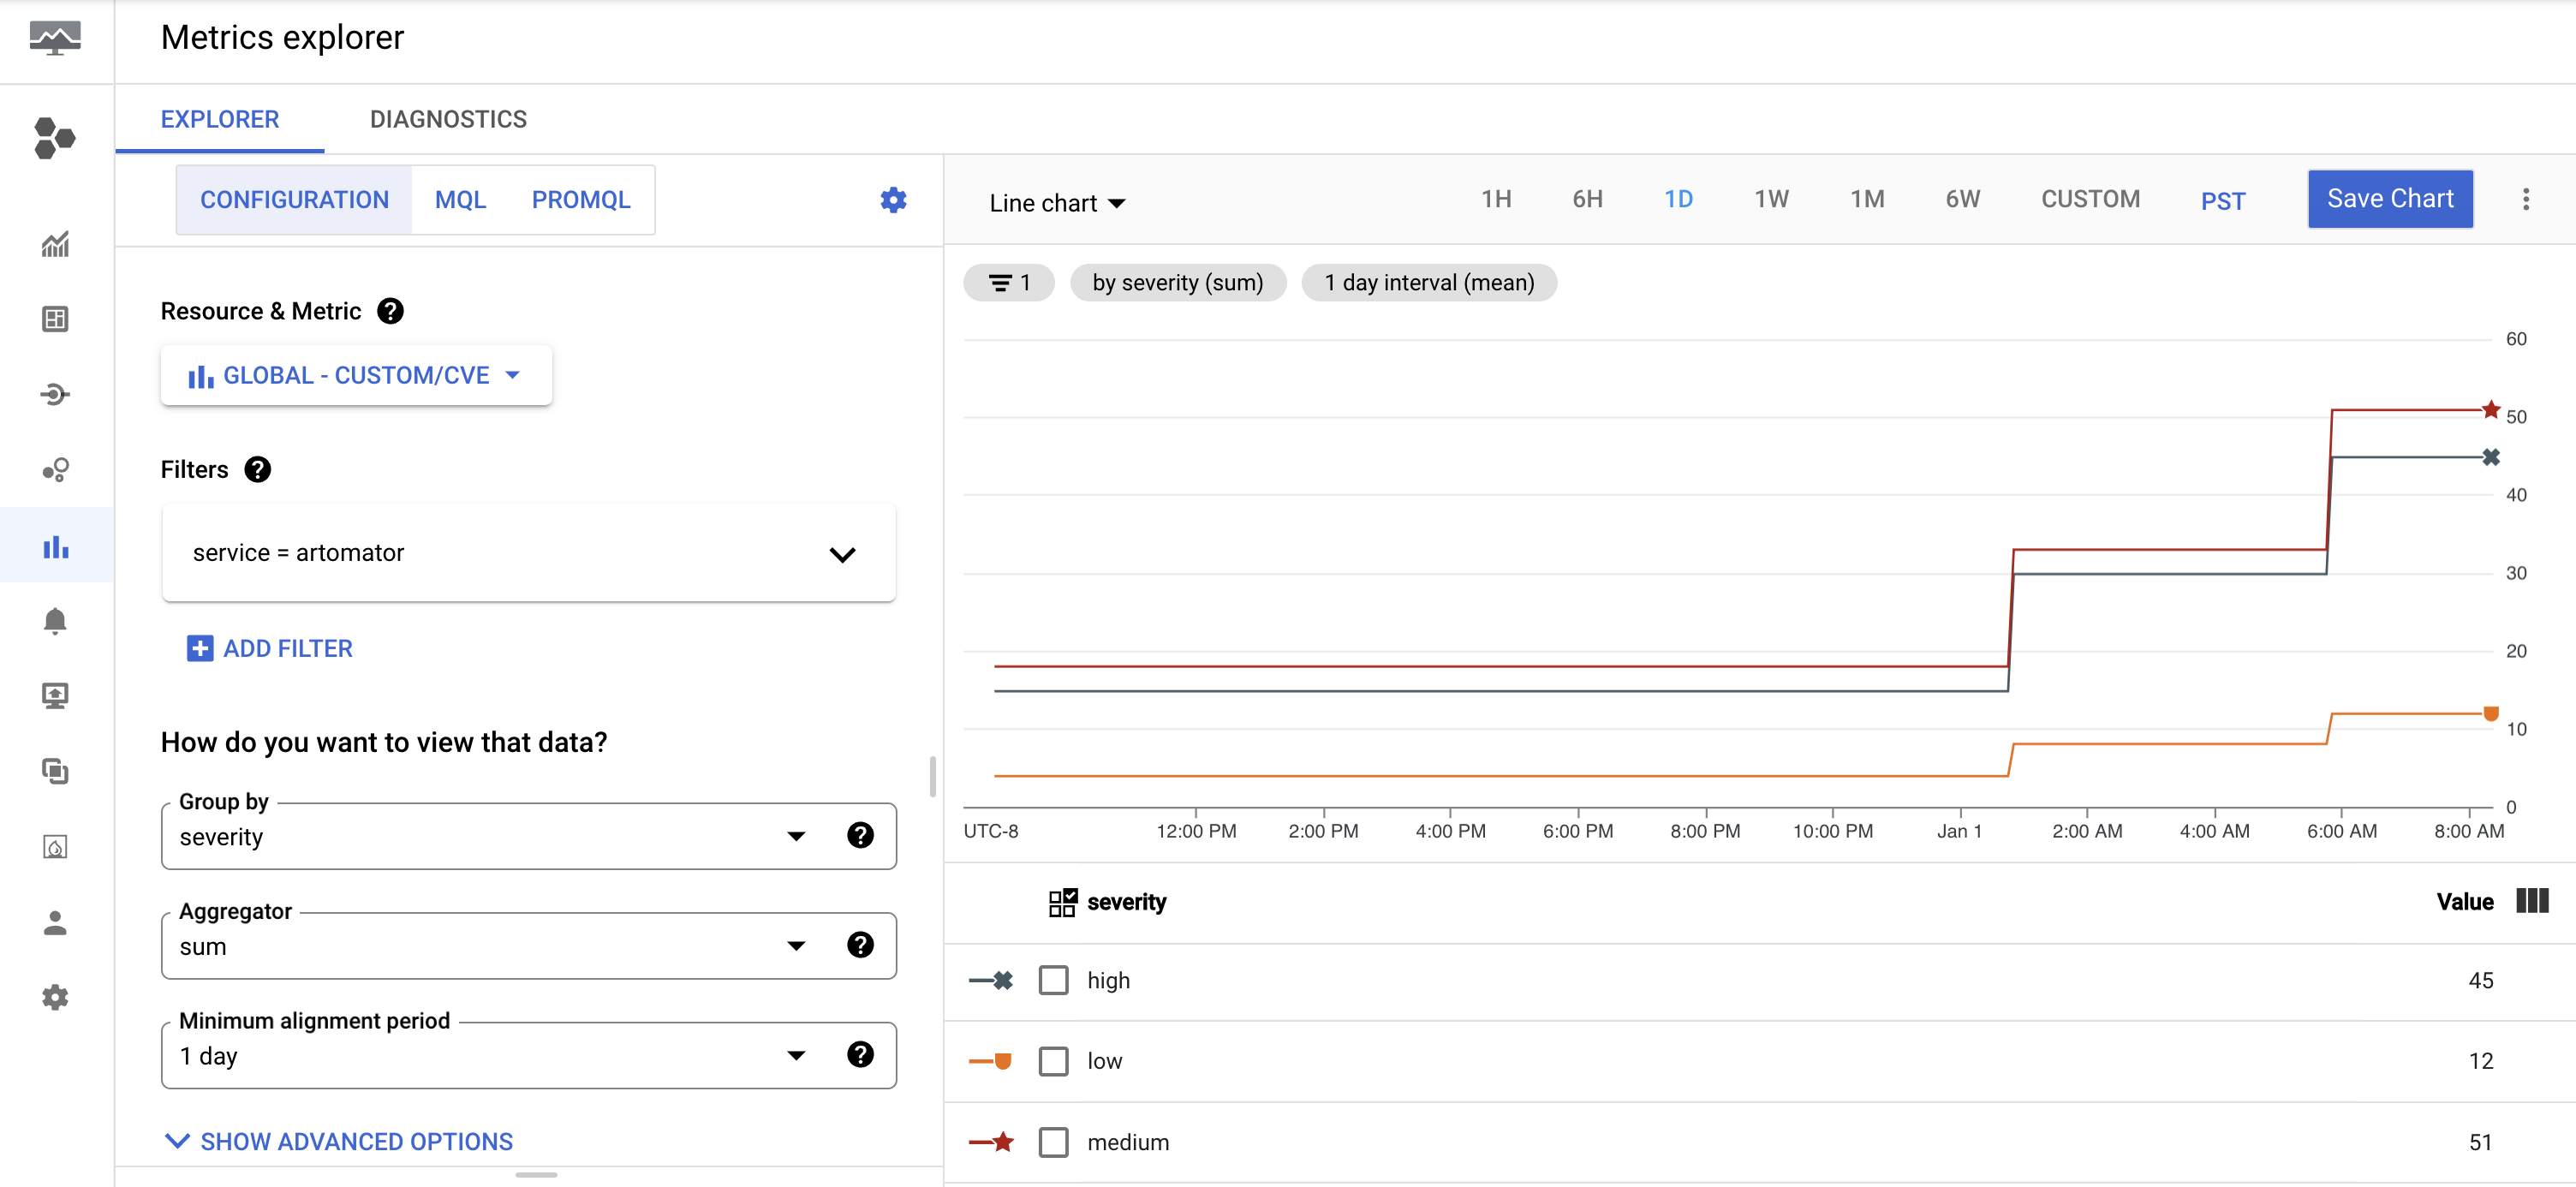 Metrics explorer
EXPLORER
DIAGNOSTICS
CONFIGURATION
MQL
PROMQL
Resource & Metric
GLOBAL - CUSTOM/CVE
Filters
service = artomator
ADD FILTER
How do you want to view that data?
Group by
severity
Aggregator
sum
Minimum alignment period
1 day
SHOW ADVANCED OPTIONS
Line chart
1H
6H
1D
1W
1M
6W
CUSTOM
PST
Save Chart
1
by severity (sum)
1 day interval (mean)
60
50
40
30
20
10
0
UTC-8
12:00 PM
2:00 PM
4:00 PM
6:00 PM
8:00 PM
10:00 PM
Jan 1
2:00 AM
4:00 AM
6:00 AM
8:00 AM
severity
Value
high
45
low
12
medium
51